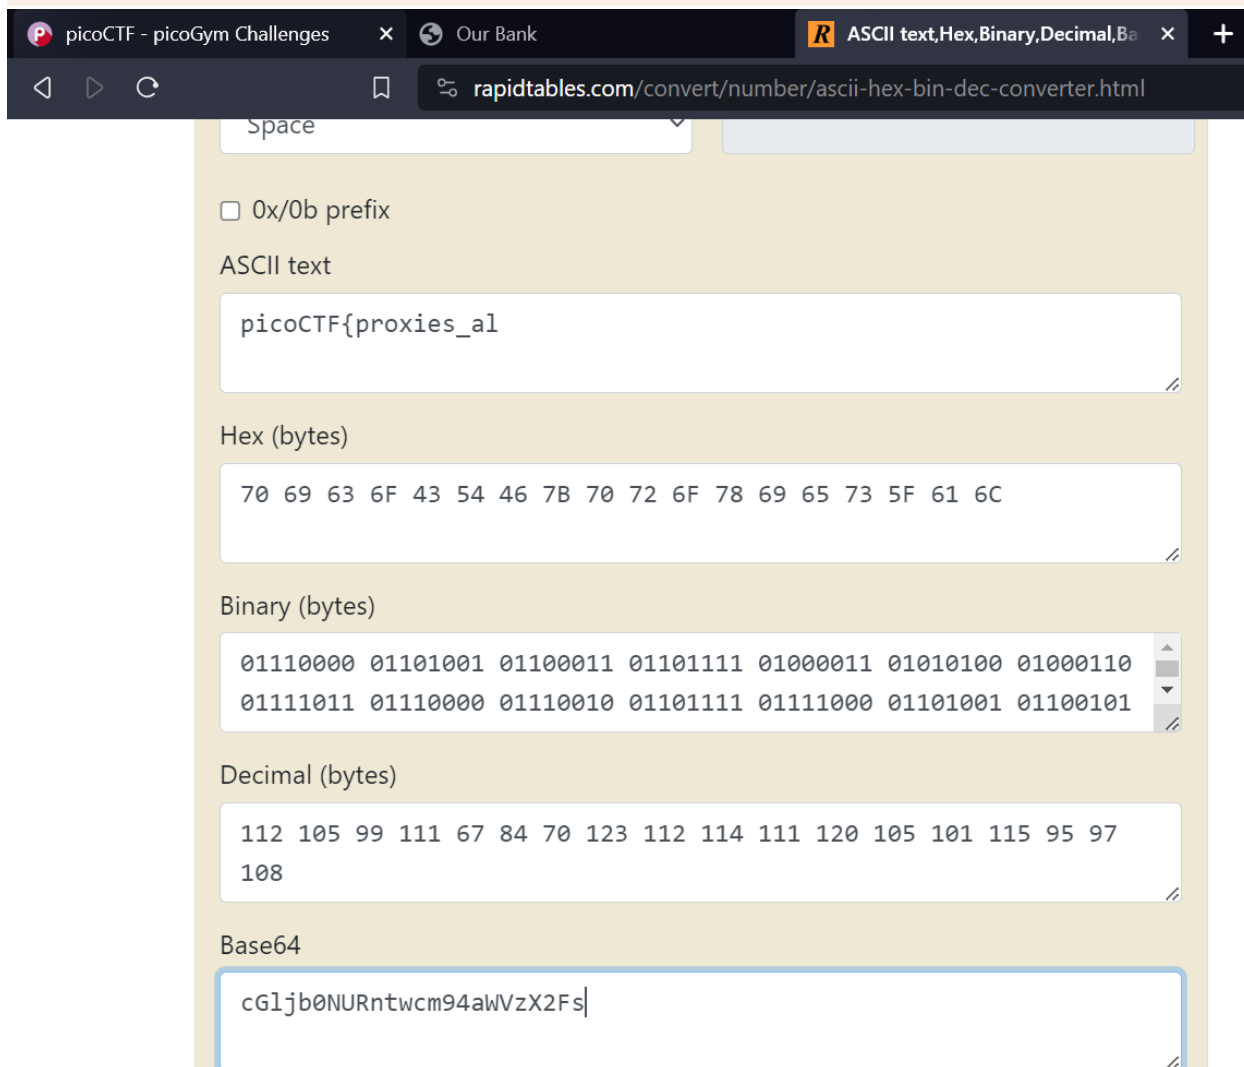 picoCTF - picoGym Challenges
Our Bank
R ASCII text,Hex,Binary,Decimal,Ba
rapidtables.com/convert/number/ascii-hex-bin-dec-converter.html
Space
0x/0b prefix
ASCII text
picoCTF{proxies_al
Hex (bytes)
70 69 63 6F 43 54 46 7B 70 72 6F 78 69 65 73 5F 61 6C
Binary (bytes)
01110000 01101001 01100011 01101111 01000011 01010100 01000110
01111011 01110000 01110010 01101111 01111000 01101001 01100101
Decimal (bytes)
112 105 99 111 67 84 70 123 112 114 111 120 105 101 115 95 97
108
Base64
cGljb0NURntwcm94aWVzX2Fs